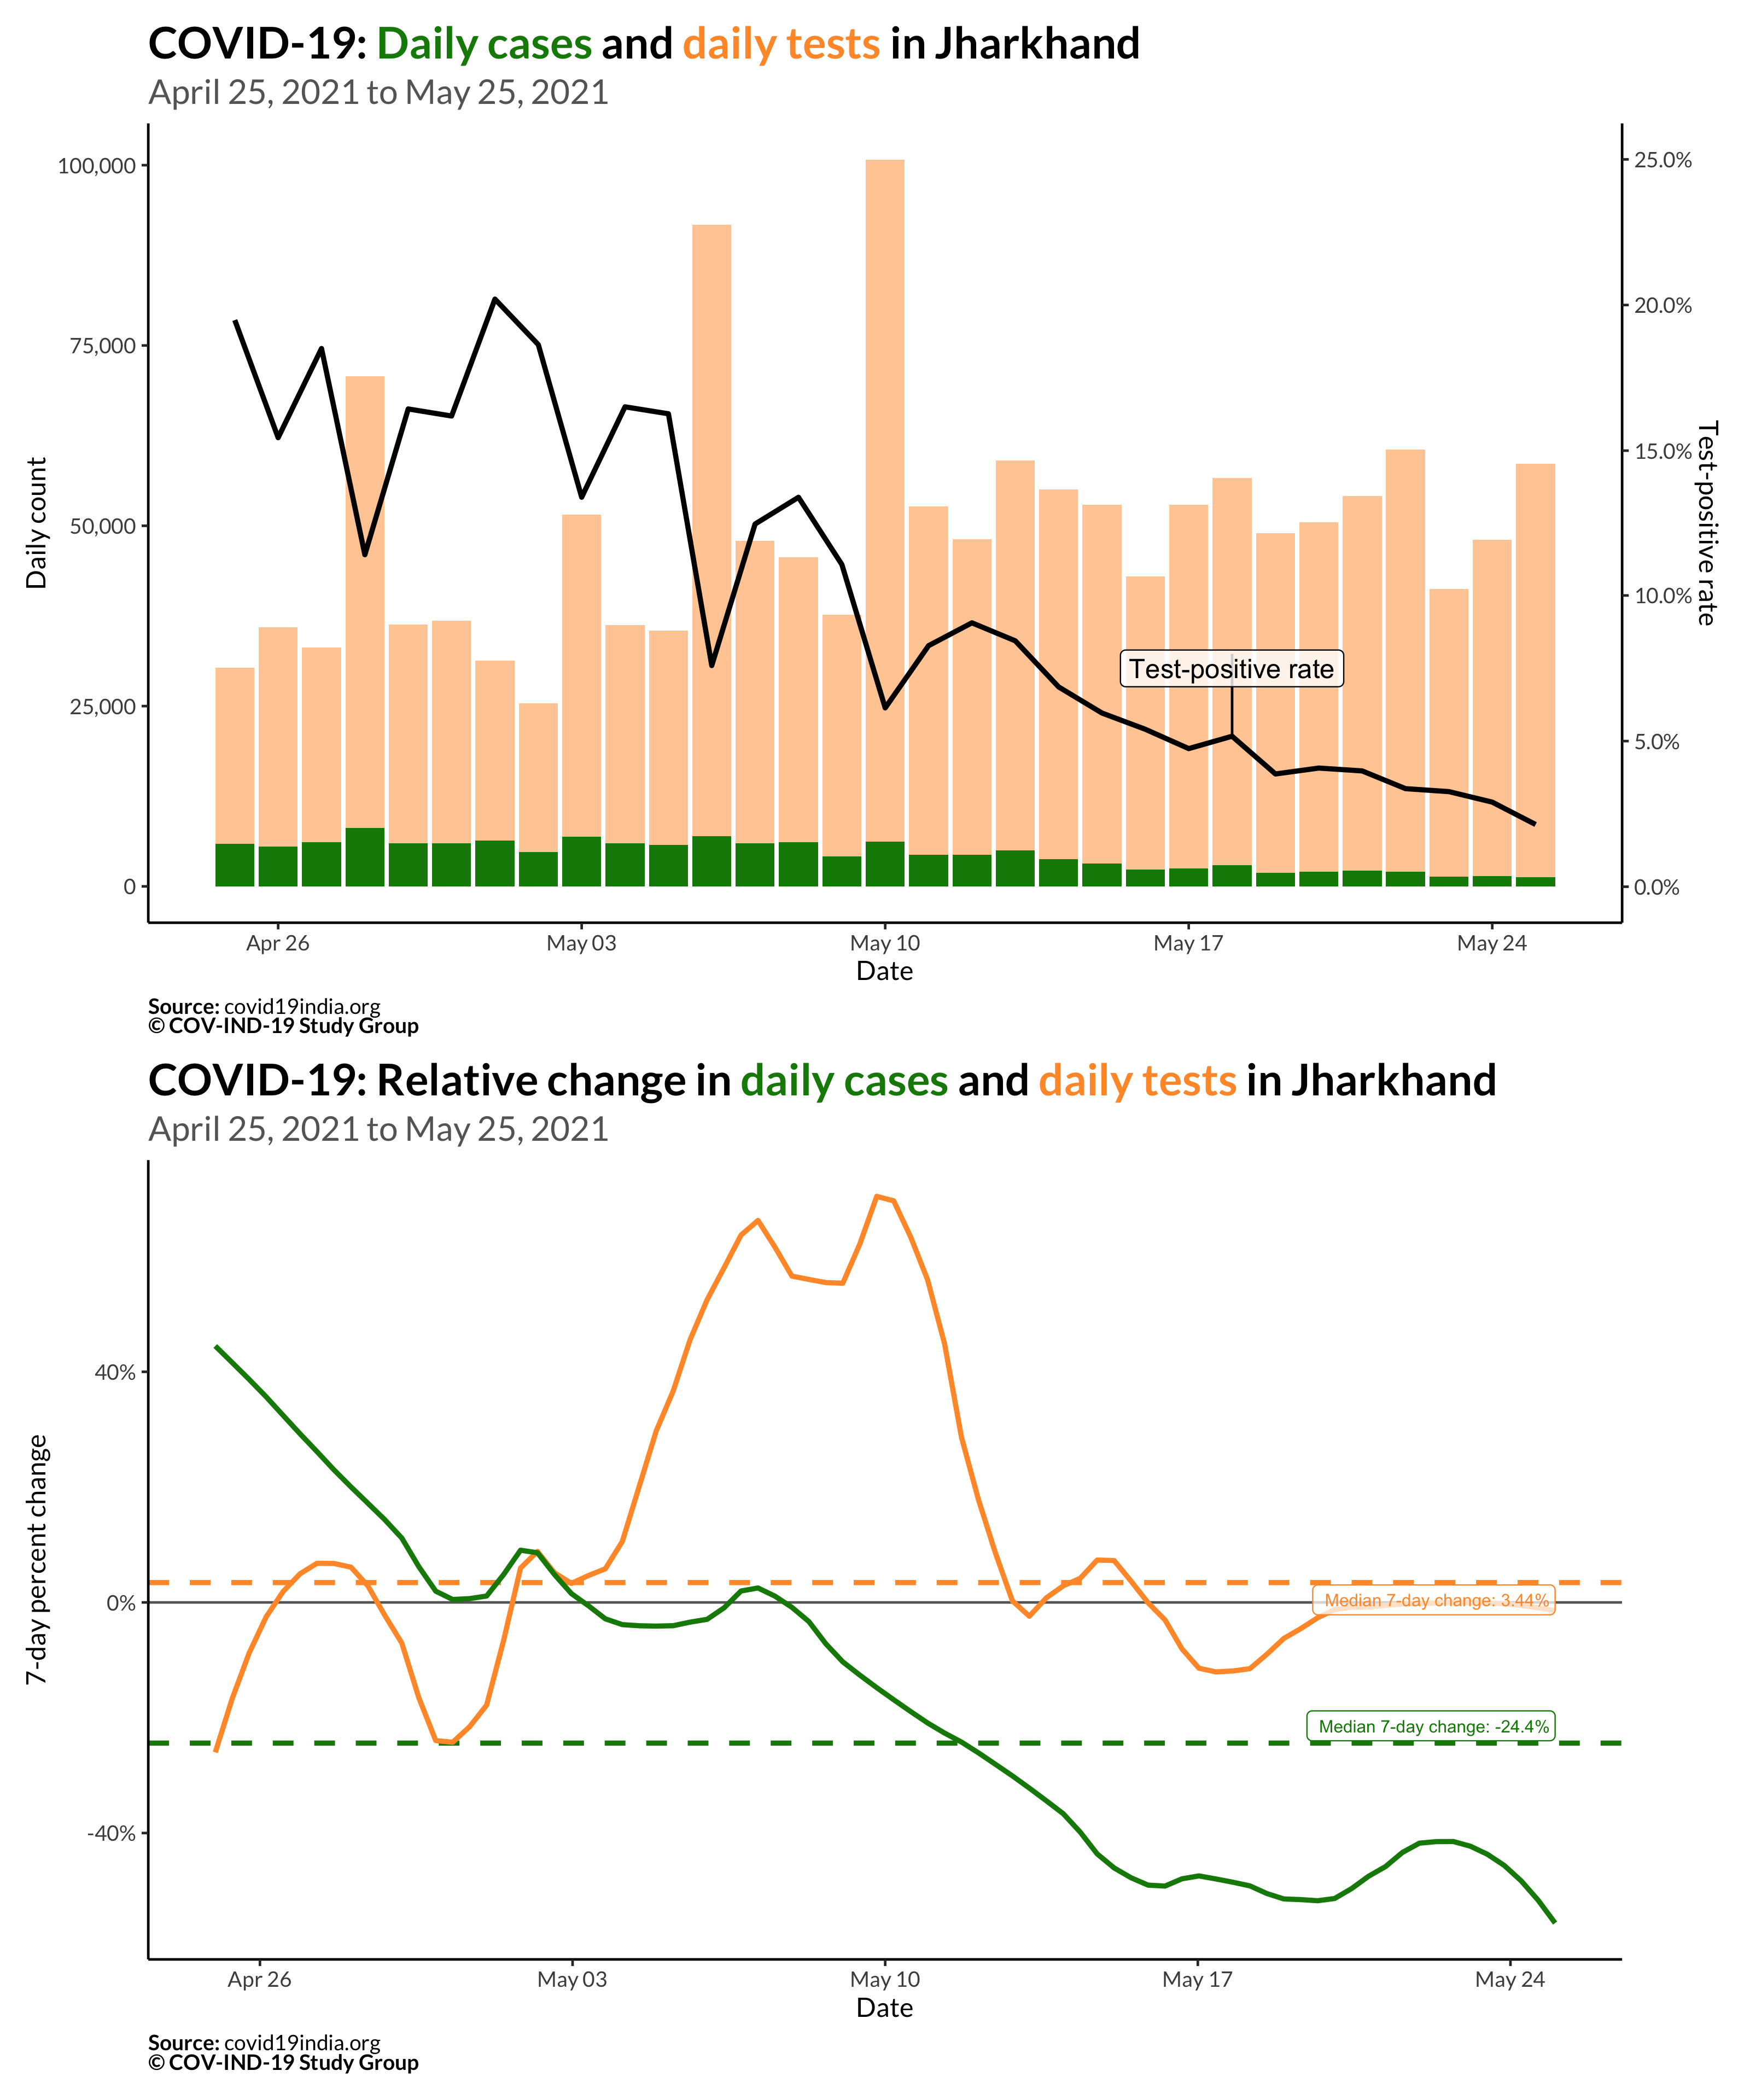 COVID-19: Daily cases and daily tests in Jharkhand
April 25, 2021 to May 25, 2021
100,000
75,000
50,000
25,000
0
Daily count
25.0%
20.0%
15.0%
10.0%
5.0%
0.0%
Test-positive rate
Test-positive rate
Apr 26
May 03
May 10
May 17
May 24
Date
Source: covid19india.org
© COV-IND-19 Study Group
COVID-19: Relative change in daily cases and daily tests in Jharkhand
April 25, 2021 to May 25, 2021
40%
0%
-40%
7-day percent change
Median 7-day change: 3.44%
Median 7-day change: -24.4%
Apr 26
May 03
May 10
May 17
May 24
Date
Source: covid19india.org
© COV-IND-19 Study Group